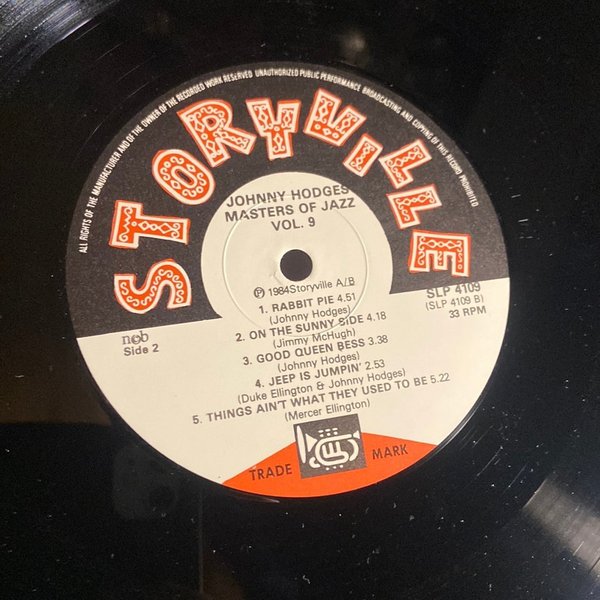 ALL RIGHTS OF THE MANUFACTURER AND OF THE OWNER OF THE RECORDED WORK RESERVED UNAUTHORIZED PUBLIC PERFORMANCE BROADCASTING AND COPYING OF THIS RECORD PROHIBITED
STORYVILLE
JOHNNY HODGES
MASTERS OF JAZZ
VOL. 9
℗ 1984 Storyville A/B
SLP 4109
(SLP 4109 B)
33 RPM
n©b
Side 2
1. RABBIT PIE 4.51
(Johnny Hodges)
2. ON THE SUNNY SIDE 4.18
(Jimmy McHugh)
3. GOOD QUEEN BESS 3.38
(Johnny Hodges)
4. JEEP IS JUMPIN' 2.53
(Duke Ellington & Johnny Hodges)
5. THINGS AIN'T WHAT THEY USED TO BE 5.22
(Mercer Ellington)
TRADE MARK